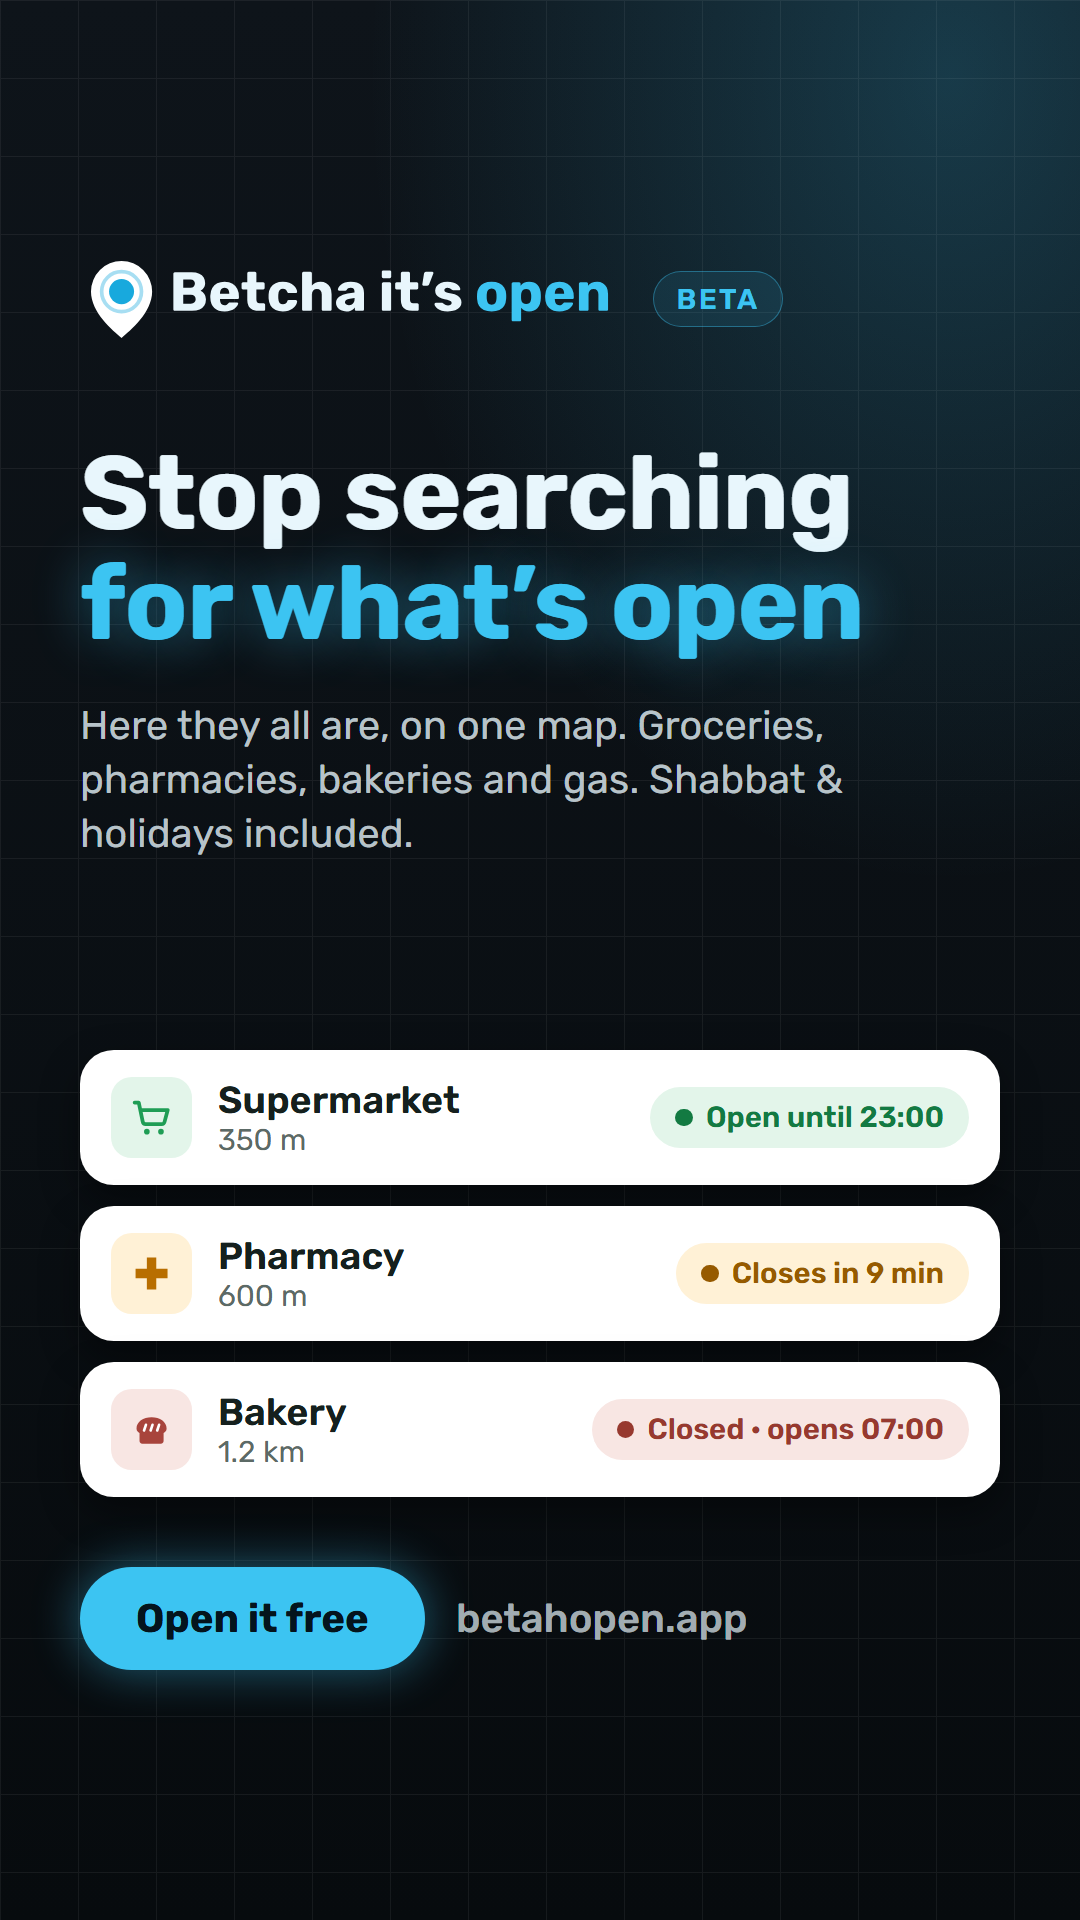 Betcha it’s open
BETA
Stop searching
for what’s open
Here they all are, on one map. Groceries,
pharmacies, bakeries and gas. Shabbat &
holidays included.
Supermarket
350 m
Open until 23:00
Pharmacy
600 m
Closes in 9 min
Bakery
1.2 km
Closed • opens 07:00
Open it free
betahopen.app